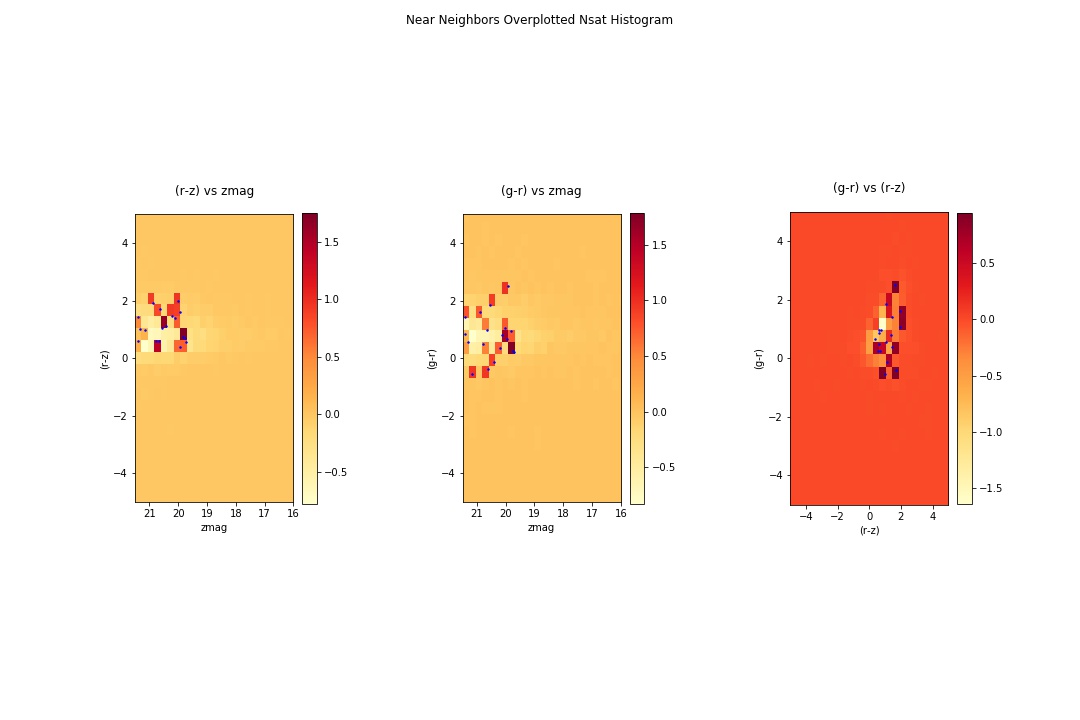 Near Neighbors Overplotted Nsat Histogram
(r-z) vs zmag
(g-r) vs zmag
(g-r) vs (r-z)
4
2
0
−2
−4
(r-z)
21 20 19 18 17 16
zmag
1.5
1.0
0.5
0.0
−0.5
4
2
0
−2
−4
(g-r)
21 20 19 18 17 16
zmag
1.5
1.0
0.5
0.0
−0.5
4
2
0
−2
−4
(g-r)
−4 −2 0 2 4
(r-z)
0.5
0.0
−0.5
−1.0
−1.5